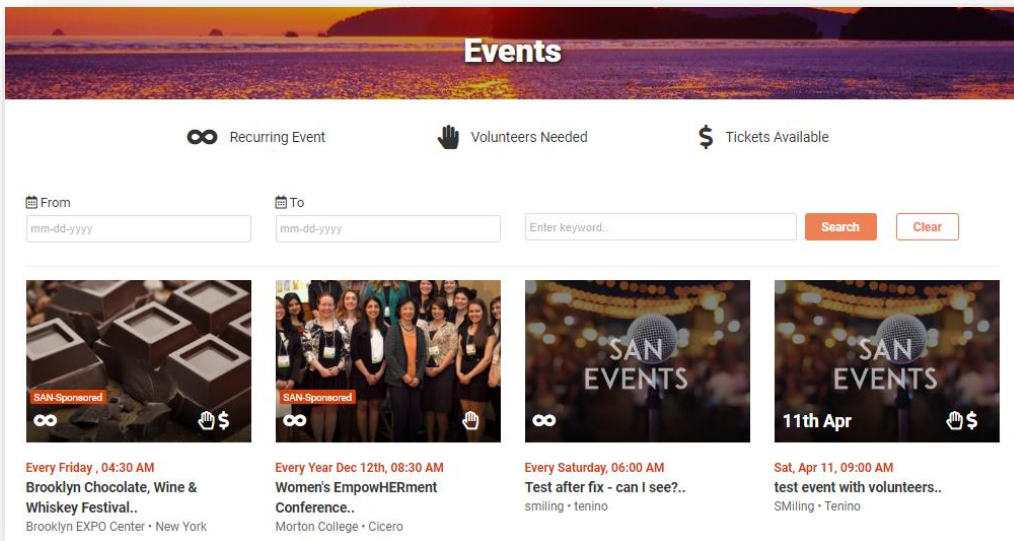 Events
Recurring Event
Volunteers Needed
$ Tickets Available
From
To
mm-dd-yyyy
mm-dd-yyyy
Enter keyword..
Search
Clear
SAN-Sponsored
$
SAN-Sponsored
SAN
EVENTS
SAN
EVENTS
11th Apr
$
Every Friday , 04:30 AM
Brooklyn Chocolate, Wine &
Whiskey Festival..
Brooklyn EXPO Center • New York
Every Year Dec 12th, 08:30 AM
Women's EmpowHERment
Conference..
Morton College • Cicero
Every Saturday, 06:00 AM
Test after fix - can I see?..
smiling • tenino
Sat, Apr 11, 09:00 AM
test event with volunteers..
SMiling • Tenino